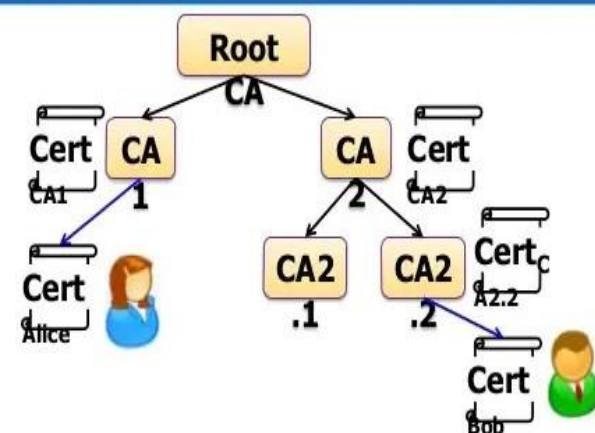 Root
CA
Cert
CA1
CA
1
CA
2
Cert
CA2
CA2
.1
CA2
.2
Cert C
A2.2
Cert
Alice
Cert
Bob